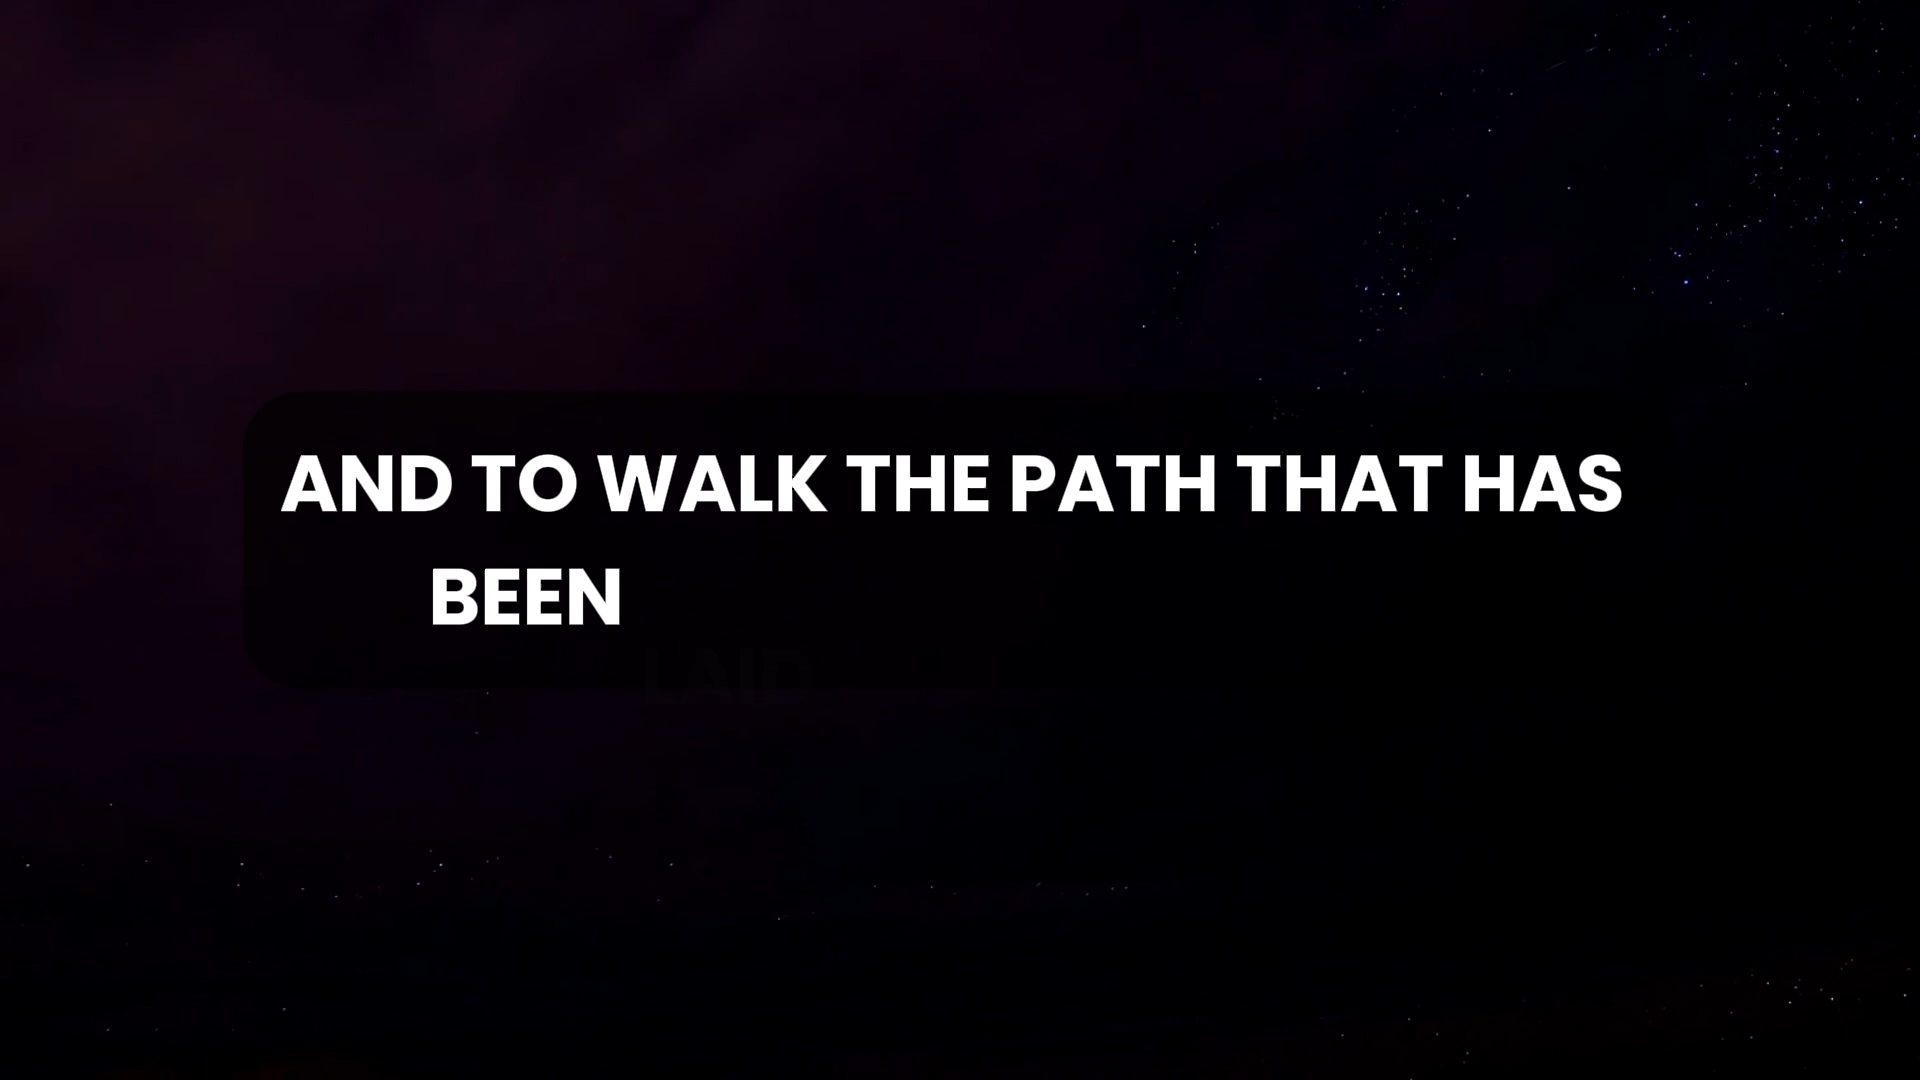 AND TO WALK THE PATH THAT HAS
BEEN
LAID